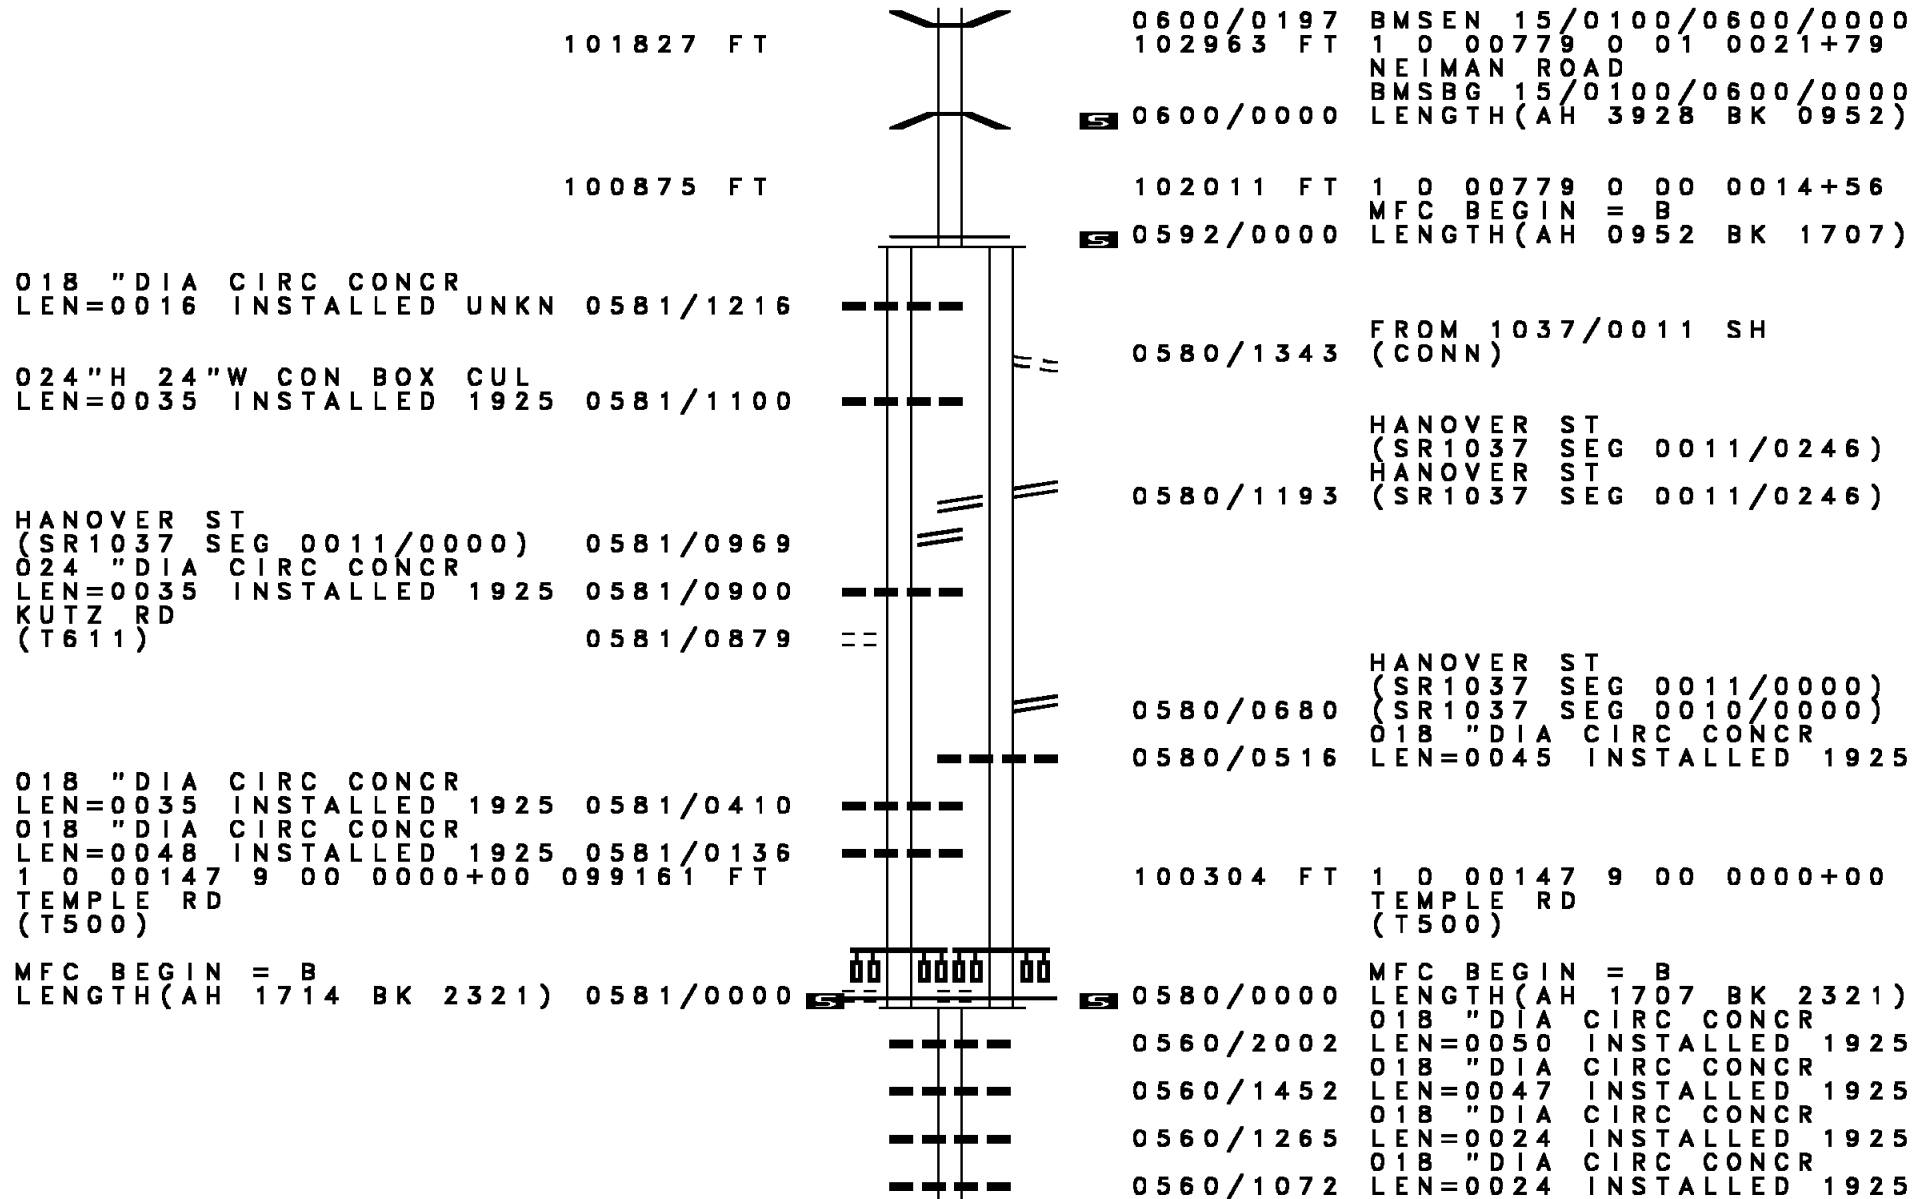 0600/0197 BMSEN 15/0100/0600/0000
101827 FT 102963 FT 1 0 00779 0 01 0021+79
NEIMAN ROAD
BMSBG 15/0100/0600/0000
S 0600/0000 LENGTH(AH 3928 BK 0952)
100875 FT 102011 FT 1 0 00779 0 00 0014+56
MFC BEGIN = B
S 0592/0000 LENGTH(AH 0952 BK 1707)
018 "DIA CIRC CONCR
LEN=0016 INSTALLED UNKN 0581/1216
FROM 1037/0011 SH
0580/1343 (CONN)
024"H 24"W CON BOX CUL
LEN=0035 INSTALLED 1925 0581/1100
HANOVER ST
(SR1037 SEG 0011/0246)
HANOVER ST
0580/1193 (SR1037 SEG 0011/0246)
HANOVER ST
(SR1037 SEG 0011/0000) 0581/0969
024 "DIA CIRC CONCR
LEN=0035 INSTALLED 1925 0581/0900
KUTZ RD
(T611) 0581/0879
HANOVER ST
(SR1037 SEG 0011/0000)
0580/0680 (SR1037 SEG 0010/0000)
018 "DIA CIRC CONCR
0580/0516 LEN=0045 INSTALLED 1925
018 "DIA CIRC CONCR
LEN=0035 INSTALLED 1925 0581/0410
018 "DIA CIRC CONCR
LEN=0048 INSTALLED 1925 0581/0136
1 0 00147 9 00 0000+00 099161 FT 100304 FT 1 0 00147 9 00 0000+00
TEMPLE RD TEMPLE RD
(T500) (T500)
MFC BEGIN = B MFC BEGIN = B
LENGTH(AH 1714 BK 2321) 0581/0000 S S 0580/0000 LENGTH(AH 1707 BK 2321)
018 "DIA CIRC CONCR
0560/2002 LEN=0050 INSTALLED 1925
018 "DIA CIRC CONCR
0560/1452 LEN=0047 INSTALLED 1925
018 "DIA CIRC CONCR
0560/1265 LEN=0024 INSTALLED 1925
018 "DIA CIRC CONCR
0560/1072 LEN=0024 INSTALLED 1925